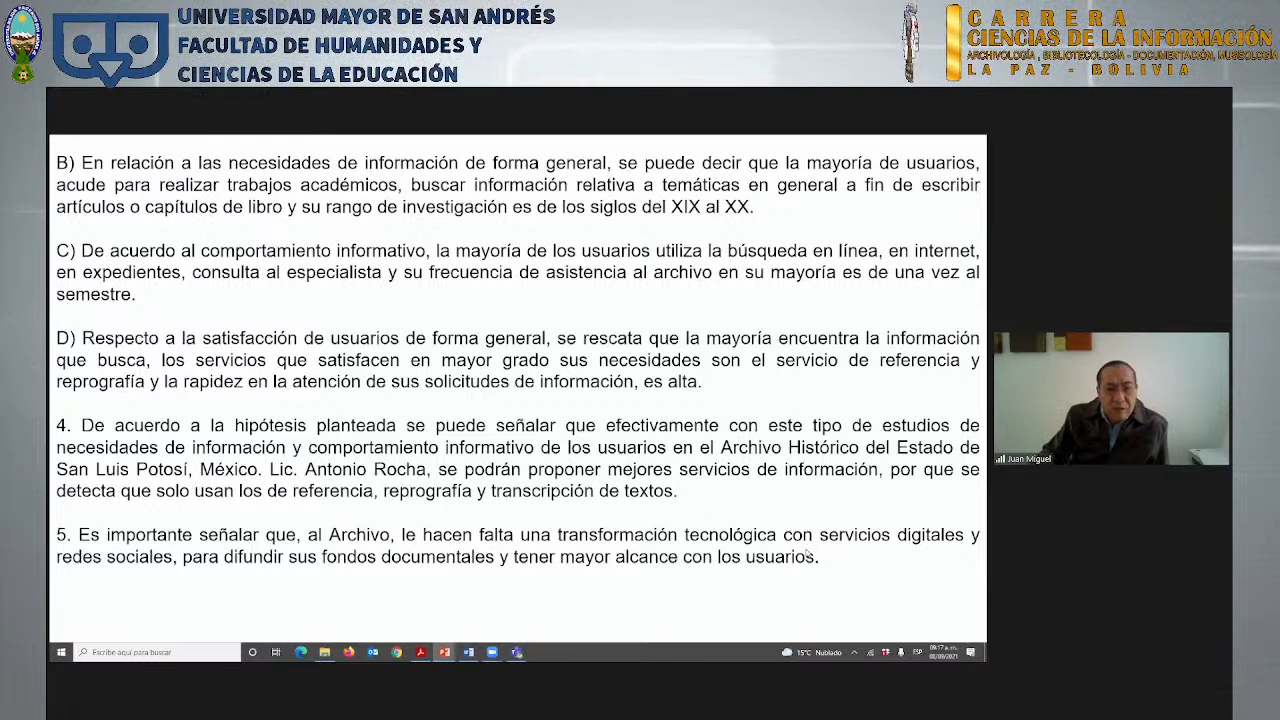 UNIVERSIDAD MAYOR DE SAN ANDRÉS
FACULTAD DE HUMANIDADES Y
CIENCIAS DE LA EDUCACIÓN
CARRERA
CIENCIAS DE LA INFORMACIÓN
ARCHIVOLOGÍA , BIBLIOTECOLOGÍA - DOCUMENTACIÓN, MUSEOLOGÍA
LA PAZ - BOLIVIA
B) En relación a las necesidades de información de forma general, se puede decir que la mayoría de usuarios,
acude para realizar trabajos académicos, buscar información relativa a temáticas en general a fin de escribir
artículos o capítulos de libro y su rango de investigación es de los siglos del XIX al XX.
C) De acuerdo al comportamiento informativo, la mayoría de los usuarios utiliza la búsqueda en línea, en internet,
en expedientes, consulta al especialista y su frecuencia de asistencia al archivo en su mayoría es de una vez al
semestre.
D) Respecto a la satisfacción de usuarios de forma general, se rescata que la mayoría encuentra la información
que busca, los servicios que satisfacen en mayor grado sus necesidades son el servicio de referencia y
reprografía y la rapidez en la atención de sus solicitudes de información, es alta.
4. De acuerdo a la hipótesis planteada se puede señalar que efectivamente con este tipo de estudios de
necesidades de información y comportamiento informativo de los usuarios en el Archivo Histórico del Estado de
San Luis Potosí, México. Lic. Antonio Rocha, se podrán proponer mejores servicios de información, por que se
detecta que solo usan los de referencia, reprografía y transcripción de textos.
5. Es importante señalar que, al Archivo, le hacen falta una transformación tecnológica con servicios digitales y
redes sociales, para difundir sus fondos documentales y tener mayor alcance con los usuarios.
Juan Miguel
Escribe aquí para buscar
15°C Nublado
ESP
09:17 a. m.
02/09/2021